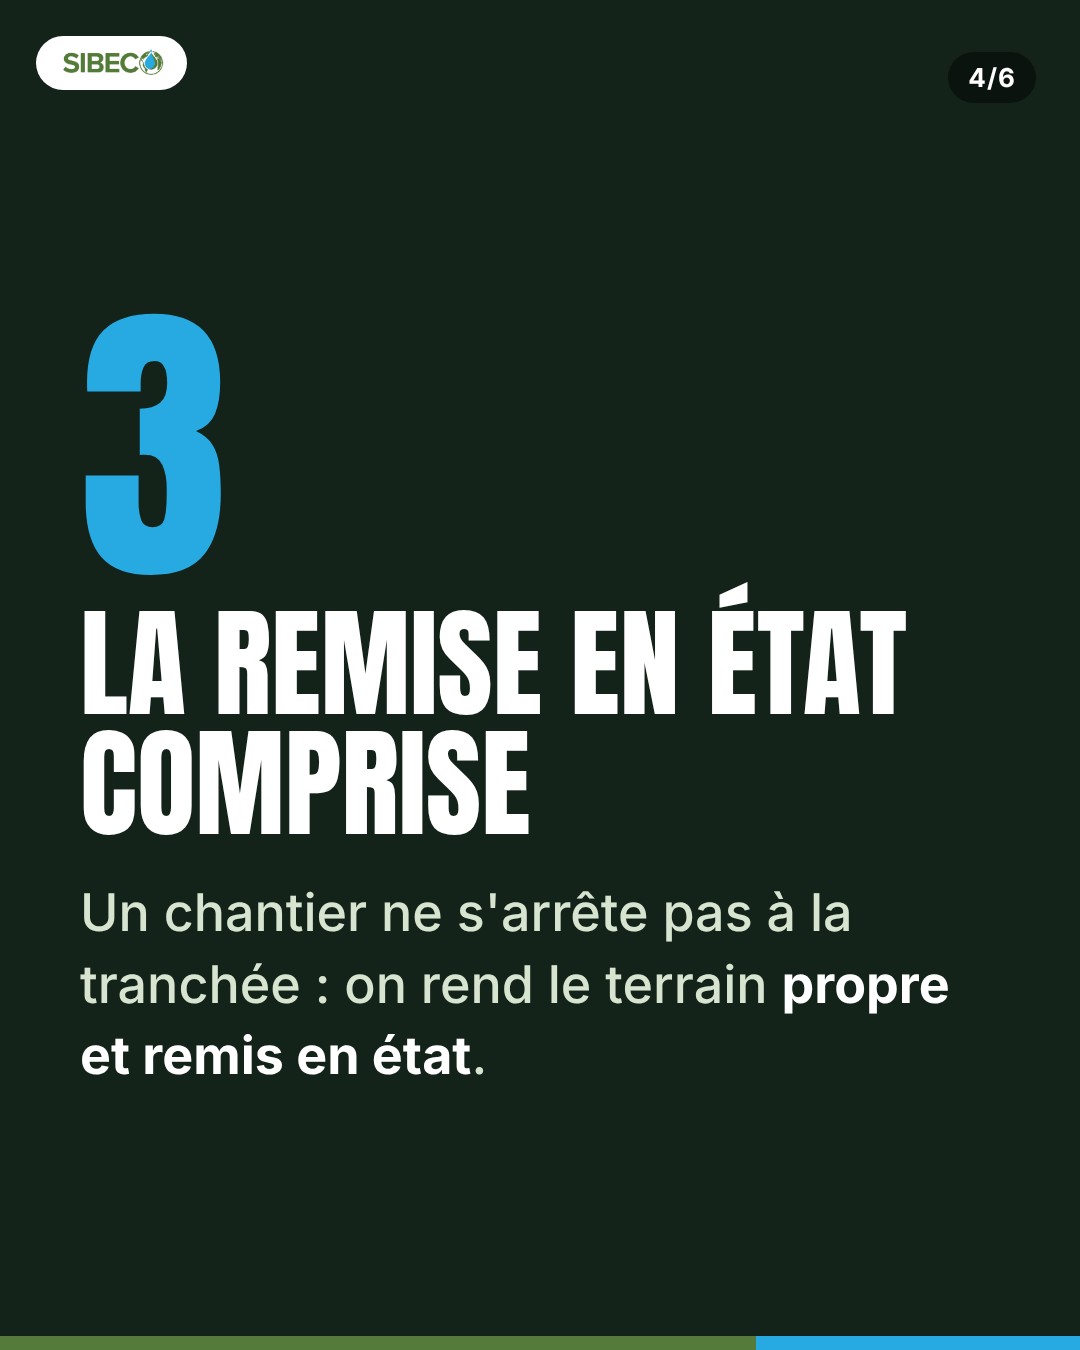 SIBECO
4/6
3
LA REMISE EN ÉTAT
COMPRISE
Un chantier ne s'arrête pas à la
tranchée : on rend le terrain propre
et remis en état.